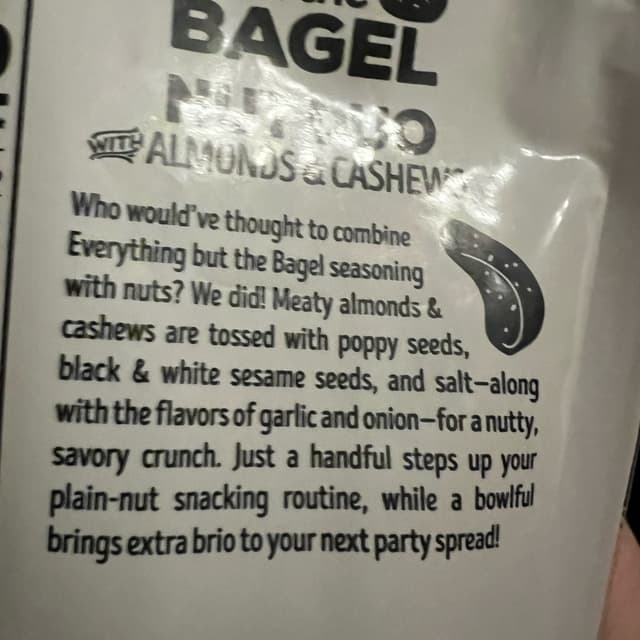 the
BAGEL
NUT DUO
WITH ALMONDS & CASHEWS
Who would've thought to combine
Everything but the Bagel seasoning
with nuts? We did! Meaty almonds &
cashews are tossed with poppy seeds,
black & white sesame seeds, and salt—along
with the flavors of garlic and onion—for a nutty,
savory crunch. Just a handful steps up your
plain-nut snacking routine, while a bowlful
brings extra brio to your next party spread!